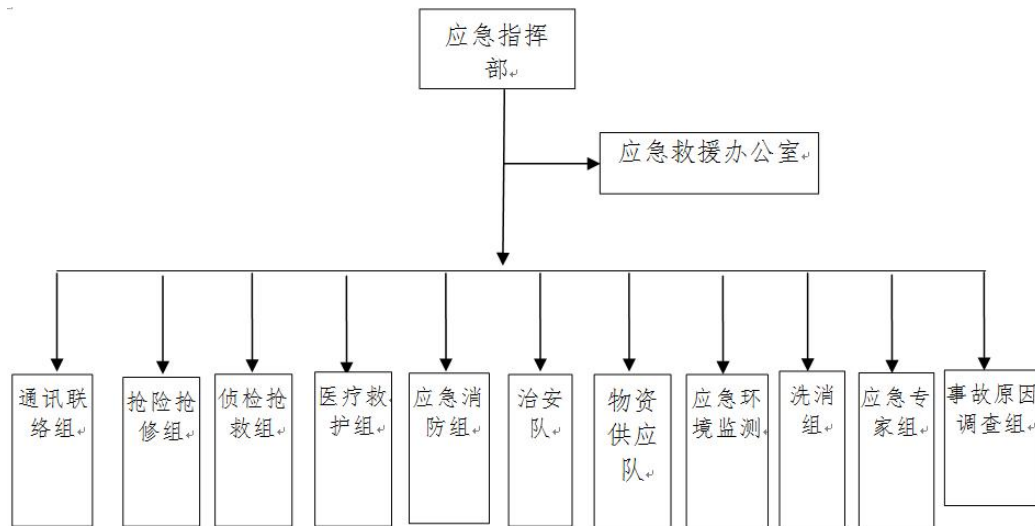 应急指挥
部
应急救援办公室
通讯联
络组
抢险抢
修组
侦检抢
救组
医疗救
护组
应急消
防组
治安
队
物资
供应
队
应急环
境监测
洗消
组
应急专
家组
事故原因
调查组